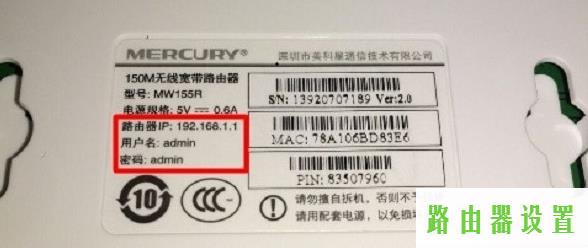 MERCURY®
深圳市美科星通信技术有限公司
150M无线宽带路由器
型号: MW155R
电源规格: 5V ⎓ 0.6A
路由器IP: 192.168.1.1
用户名: admin
密码: admin
S/N: 13920707189 Ver:2.0
MAC: 78A106BD83E6
PIN: 83507960
10
CCC
请勿擅自拆机，否则不予
请用配套电源，以免损
路由器设置